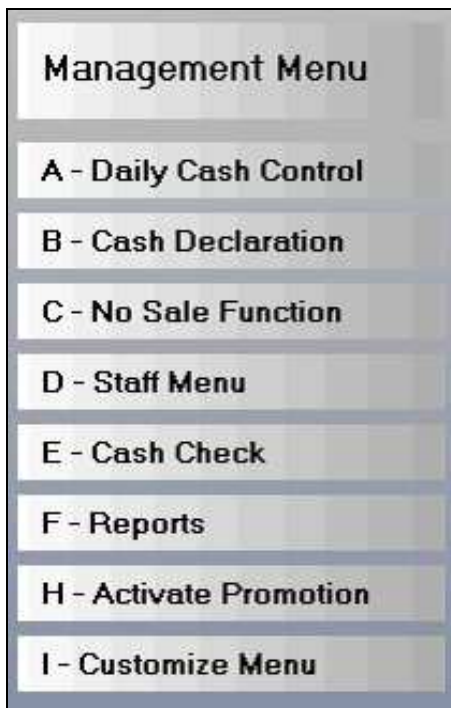 Management Menu
A - Daily Cash Control
B - Cash Declaration
C - No Sale Function
D - Staff Menu
E - Cash Check
F - Reports
H - Activate Promotion
I - Customize Menu